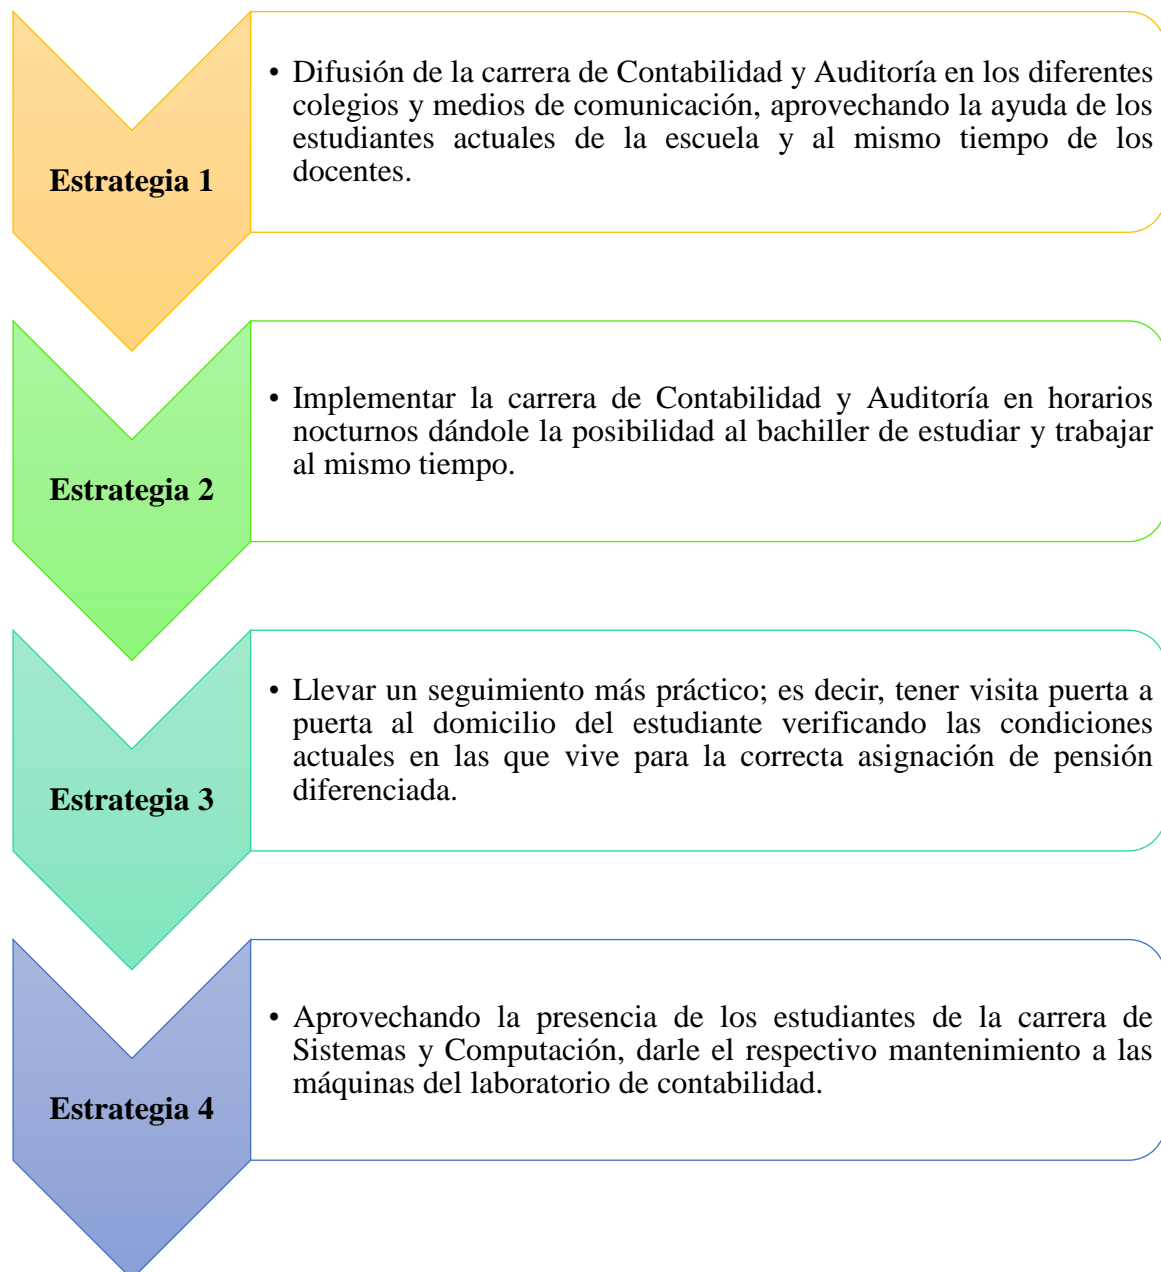 Estrategia 1
• Difusión de la carrera de Contabilidad y Auditoría en los diferentes
colegios y medios de comunicación, aprovechando la ayuda de los
estudiantes actuales de la escuela y al mismo tiempo de los
docentes.
Estrategia 2
• Implementar la carrera de Contabilidad y Auditoría en horarios
nocturnos dándole la posibilidad al bachiller de estudiar y trabajar
al mismo tiempo.
Estrategia 3
• Llevar un seguimiento más práctico; es decir, tener visita puerta a
puerta al domicilio del estudiante verificando las condiciones
actuales en las que vive para la correcta asignación de pensión
diferenciada.
Estrategia 4
• Aprovechando la presencia de los estudiantes de la carrera de
Sistemas y Computación, darle el respectivo mantenimiento a las
máquinas del laboratorio de contabilidad.